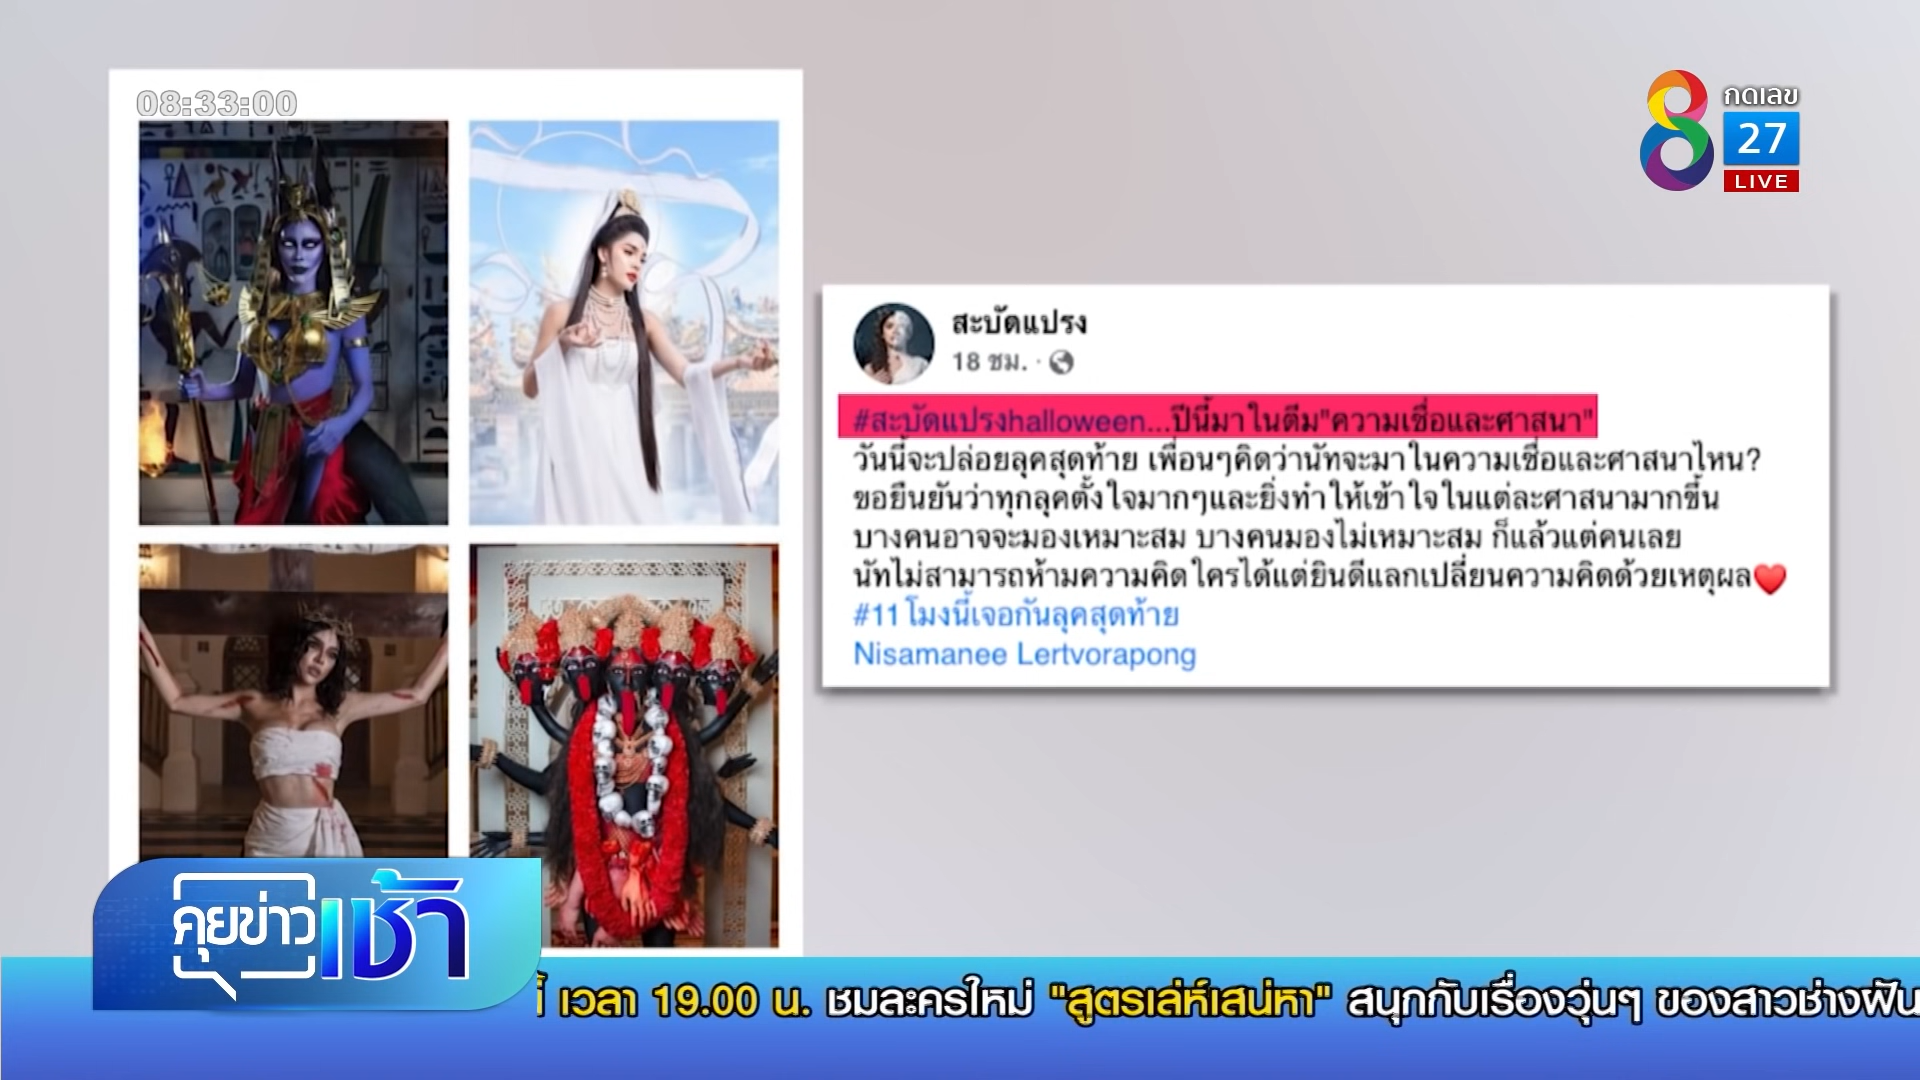 08:33:00
กดเลข
27
LIVE
สะบัดแปรง
18 ชม. ·
#สะบัดแปรงhalloween...ปีนี้มาในตีม"ความเชื่อและศาสนา"
วันนี้จะปล่อยลุคสุดท้าย เพื่อนๆคิดว่านัทจะมาในความเชื่อและศาสนาไหน?
ขอยืนยันว่าทุกลุคตั้งใจมากๆและยิ่งทำให้เข้าใจในแต่ละศาสนามากขึ้น
บางคนอาจจะมองเหมาะสม บางคนมองไม่เหมาะสม ก็แล้วแต่คนเลย
นัทไม่สามารถห้ามความคิดใครได้แต่ยินดีแลกเปลี่ยนความคิดด้วยเหตุผล❤️
#11โมงนี้เจอกันลุคสุดท้าย
Nisamanee Lertvorapong
คุยข่าวเช้า
เวลา 19.00 น. ชมละครใหม่ "สูตรเล่ห์เสน่หา" สนุกกับเรื่องวุ่นๆ ของสาวช่างฝัน